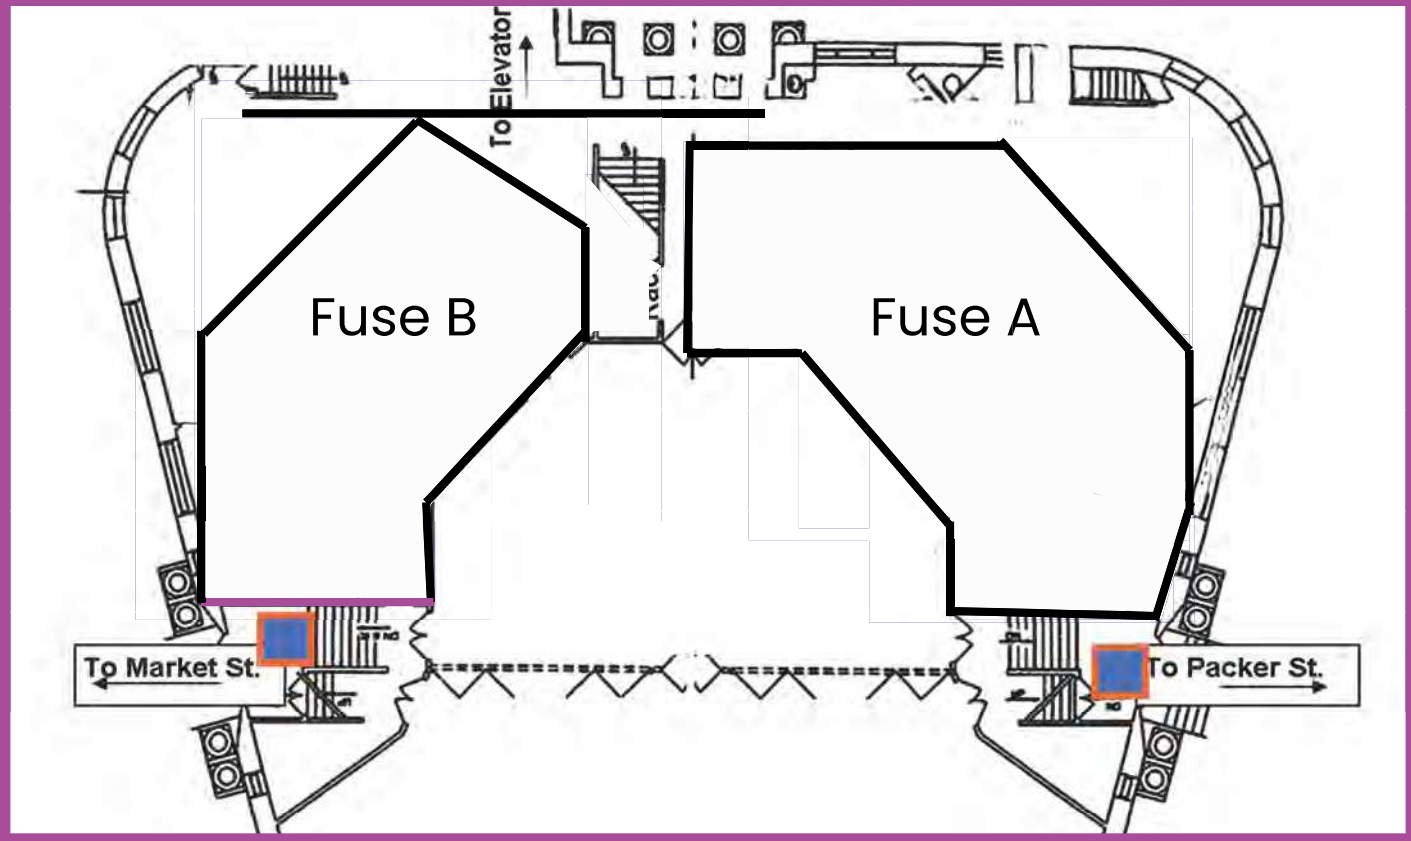 To Elevator
Fuse B
Fuse A
To Market St.
To Packer St.